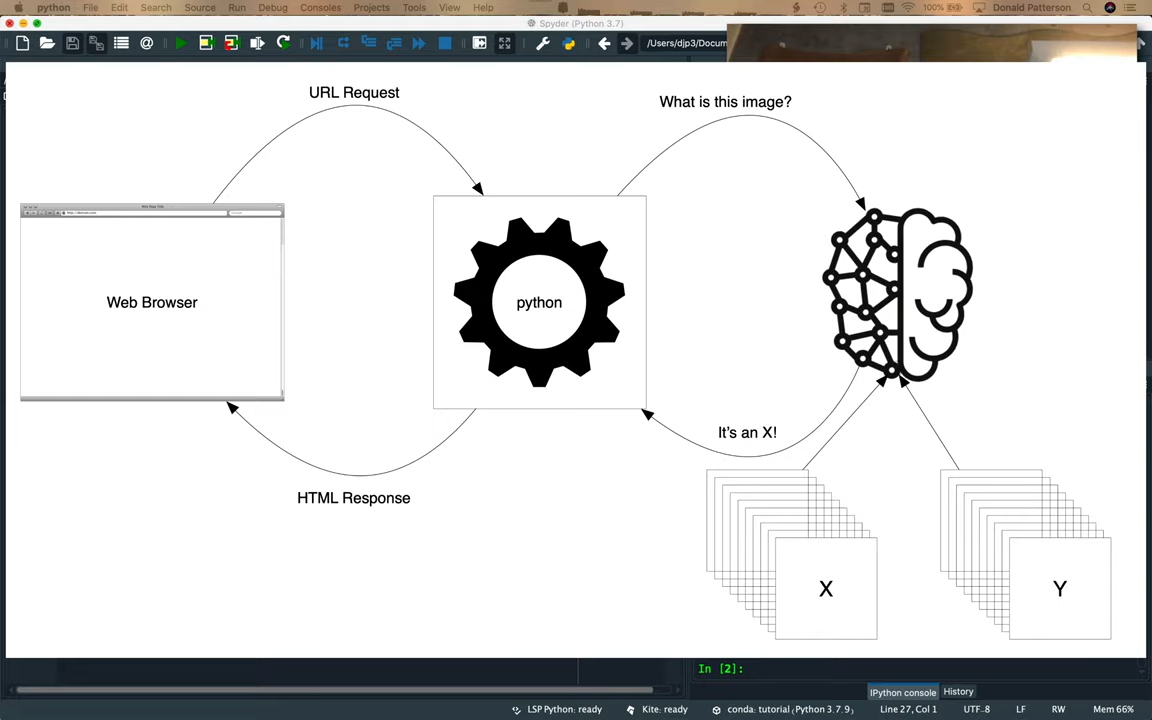 python File Edit Search Source Run Debug Consoles Projects Tools View Help 100% Donald Patterson
Spyder (Python 3.7)
/Users/djp3/Docum
URL Request
What is this image?
Web Browser
python
It's an X!
HTML Response
X
Y
In [2]:
IPython console History
LSP Python: ready Kite: ready conda: tutorial (Python 3.7.9) Line 27, Col 1 UTF-8 LF RW Mem 66%